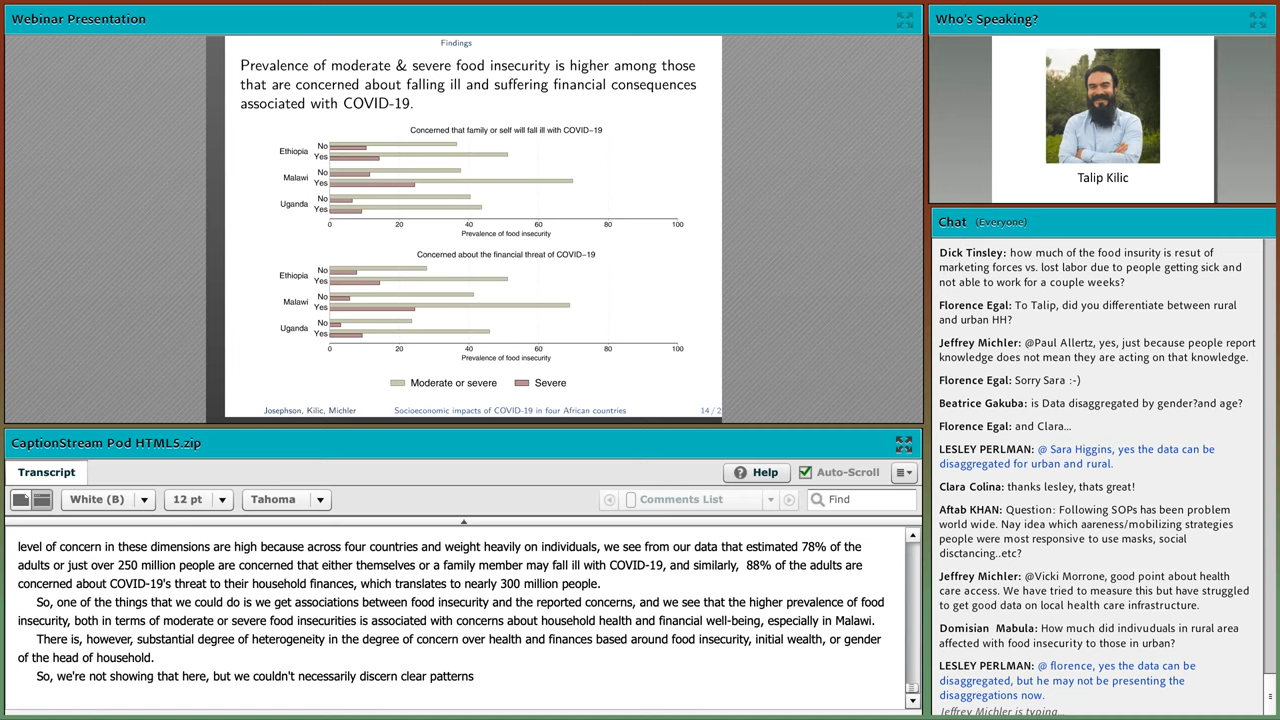 Webinar Presentation
Findings
Prevalence of moderate & severe food insecurity is higher among those
that are concerned about falling ill and suffering financial consequences
associated with COVID-19.
Concerned that family or self will fall ill with COVID−19
Ethiopia
No
Yes
Malawi
No
Yes
Uganda
No
Yes
0 20 40 60 80 100
Prevalence of food insecurity
Concerned about the financial threat of COVID−19
Ethiopia
No
Yes
Malawi
No
Yes
Uganda
No
Yes
0 20 40 60 80 100
Prevalence of food insecurity
Moderate or severe Severe
Josephson, Kilic, Michler Socioeconomic impacts of COVID-19 in four African countries 14 / 2
Who's Speaking?
Talip Kilic
Chat (Everyone)
Dick Tinsley: how much of the food insurity is resut of
marketing forces vs. lost labor due to people getting sick and
not able to work for a couple weeks?
Florence Egal: To Talip, did you differentiate between rural
and urban HH?
Jeffrey Michler: @Paul Allertz, yes, just because people report
knowledge does not mean they are acting on that knowledge.
Florence Egal: Sorry Sara :-)
Beatrice Gakuba: is Data disaggregated by gender?and age?
Florence Egal: and Clara...
LESLEY PERLMAN: @ Sara Higgins, yes the data can be
disaggregated for urban and rural.
Clara Colina: thanks lesley, thats great!
Aftab KHAN: Question: Following SOPs has been problem
world wide. Nay idea which aareness/mobilizing strategies
people were most responsive to use masks, social
disctancing..etc?
Jeffrey Michler: @Vicki Morrone, good point about health
care access. We have tried to measure this but have struggled
to get good data on local health care infrastructure.
Domisian Mabula: How much did indivuduals in rural area
affected with food insecurity to those in urban?
LESLEY PERLMAN: @ florence, yes the data can be
disaggregated, but he may not be presenting the
disaggregations now.
Jeffrey Michler is typing...
CaptionStream Pod HTML5.zip
Transcript
Help
Auto-Scroll
White (B)
12 pt
Tahoma
Comments List
Find
level of concern in these dimensions are high because across four countries and weight heavily on individuals, we see from our data that estimated 78% of the
adults or just over 250 million people are concerned that either themselves or a family member may fall ill with COVID-19, and similarly, 88% of the adults are
concerned about COVID-19's threat to their household finances, which translates to nearly 300 million people.
So, one of the things that we could do is we get associations between food insecurity and the reported concerns, and we see that the higher prevalence of food
insecurity, both in terms of moderate or severe food insecurities is associated with concerns about household health and financial well-being, especially in Malawi.
There is, however, substantial degree of heterogeneity in the degree of concern over health and finances based around food insecurity, initial wealth, or gender
of the head of household.
So, we're not showing that here, but we couldn't necessarily discern clear patterns